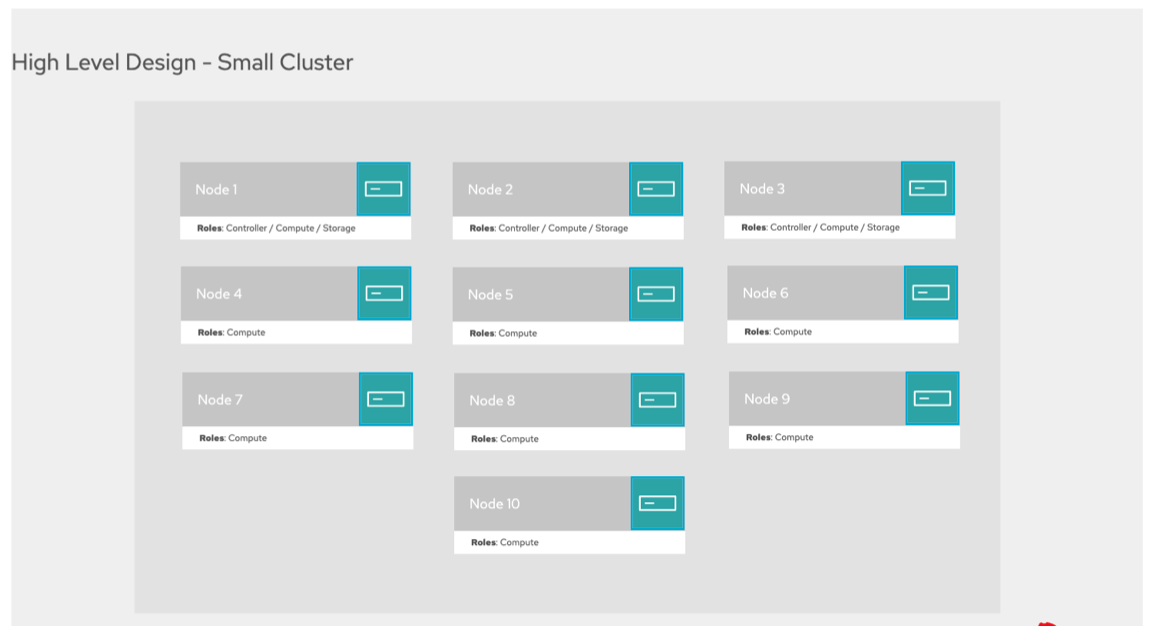 High Level Design - Small Cluster
Node 1
Roles: Controller / Compute / Storage
Node 2
Roles: Controller / Compute / Storage
Node 3
Roles: Controller / Compute / Storage
Node 4
Roles: Compute
Node 5
Roles: Compute
Node 6
Roles: Compute
Node 7
Roles: Compute
Node 8
Roles: Compute
Node 9
Roles: Compute
Node 10
Roles: Compute